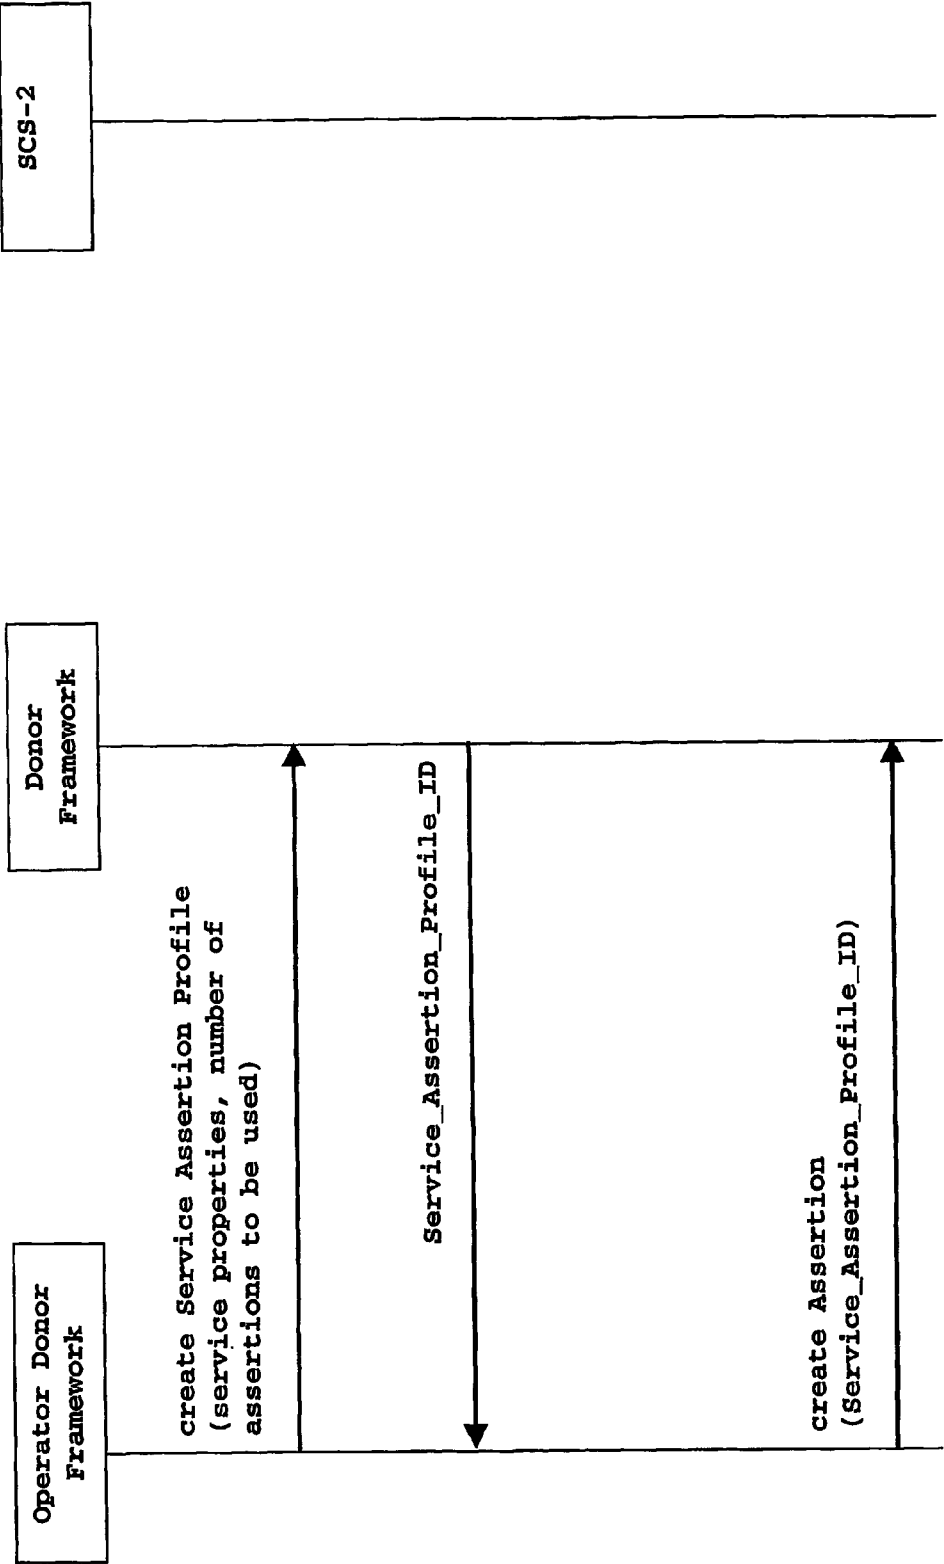 Operator Donor
Framework
Donor
Framework
SCS-2
create Service Assertion Profile
(service properties, number of
assertions to be used)
Service_Assertion_Profile_ID
create Assertion
(Service_Assertion_Profile_ID)